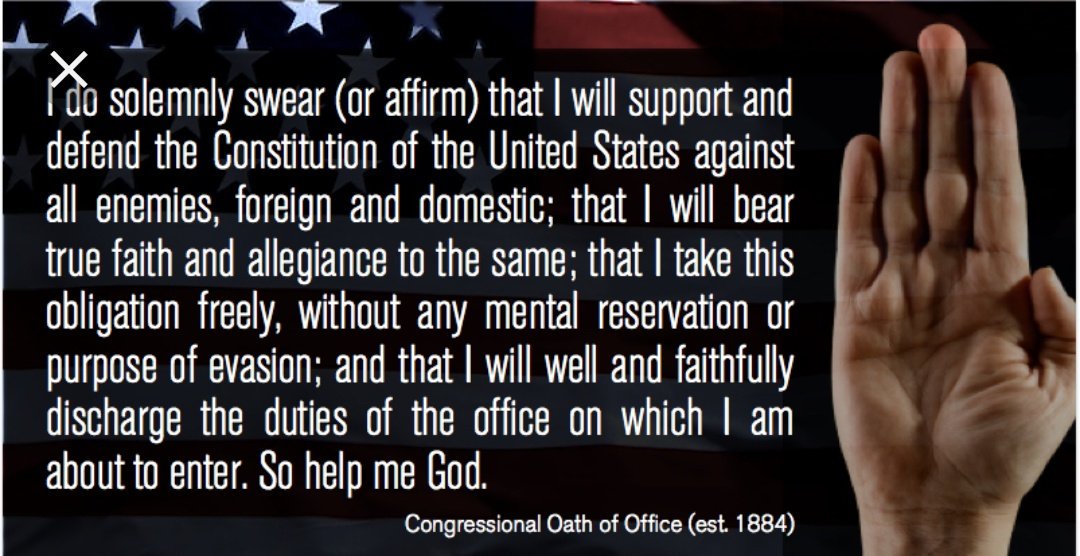 I do solemnly swear (or affirm) that I will support and
defend the Constitution of the United States against
all enemies, foreign and domestic; that I will bear
true faith and allegiance to the same; that I take this
obligation freely, without any mental reservation or
purpose of evasion; and that I will well and faithfully
discharge the duties of the office on which I am
about to enter. So help me God.
Congressional Oath of Office (est. 1884)